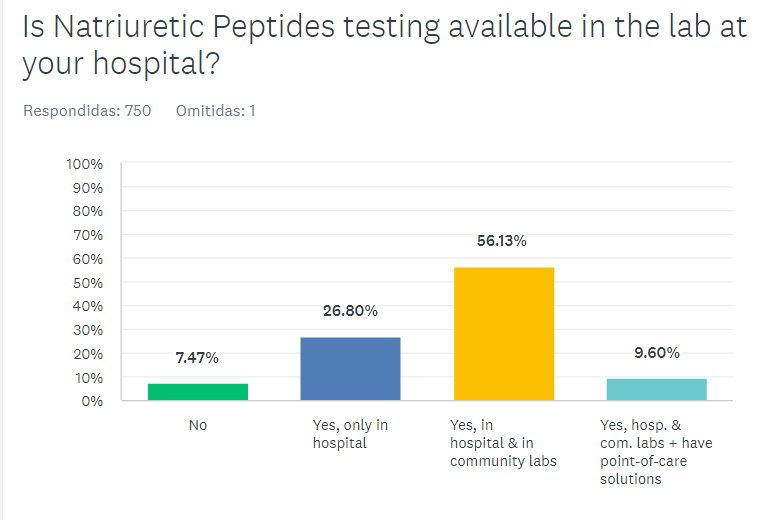 Is Natriuretic Peptides testing available in the lab at
your hospital?
Respondidas: 750 Omitidas: 1
100%
90%
80%
70%
60%
50%
40%
30%
20%
10%
0%
7.47%
26.80%
56.13%
9.60%
No
Yes, only in
hospital
Yes, in
hospital & in
community labs
Yes, hosp. &
com. labs + have
point-of-care
solutions